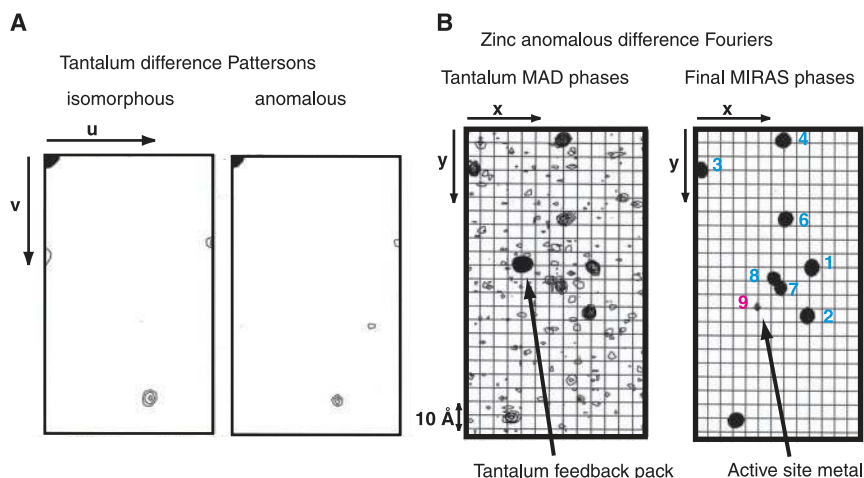 A
Tantalum difference Pattersons
isomorphous
anomalous
u
v
B
Zinc anomalous difference Fouriers
Tantalum MAD phases
Final MIRAS phases
x
y
10 Å
Tantalum feedback pack
x
y
4
3
6
1
8
7
9
2
Active site metal